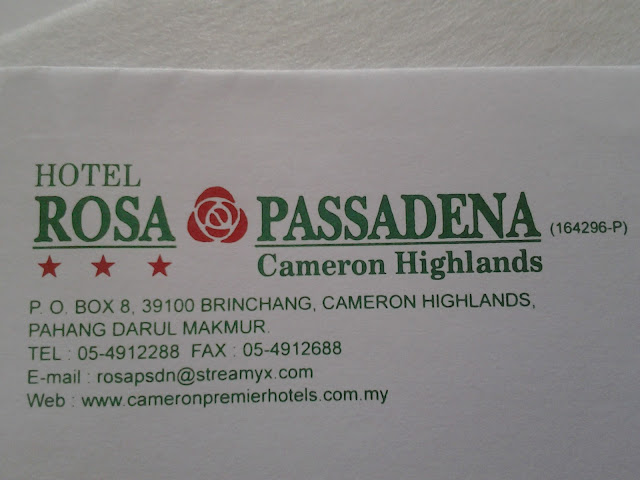 HOTEL
ROSA PASSADENA (164296-P)
Cameron Highlands
P. O. BOX 8, 39100 BRINCHANG, CAMERON HIGHLANDS,
PAHANG DARUL MAKMUR.
TEL : 05-4912288 FAX : 05-4912688
E-mail : rosapsdn@streamyx.com
Web : www.cameronpremierhotels.com.my